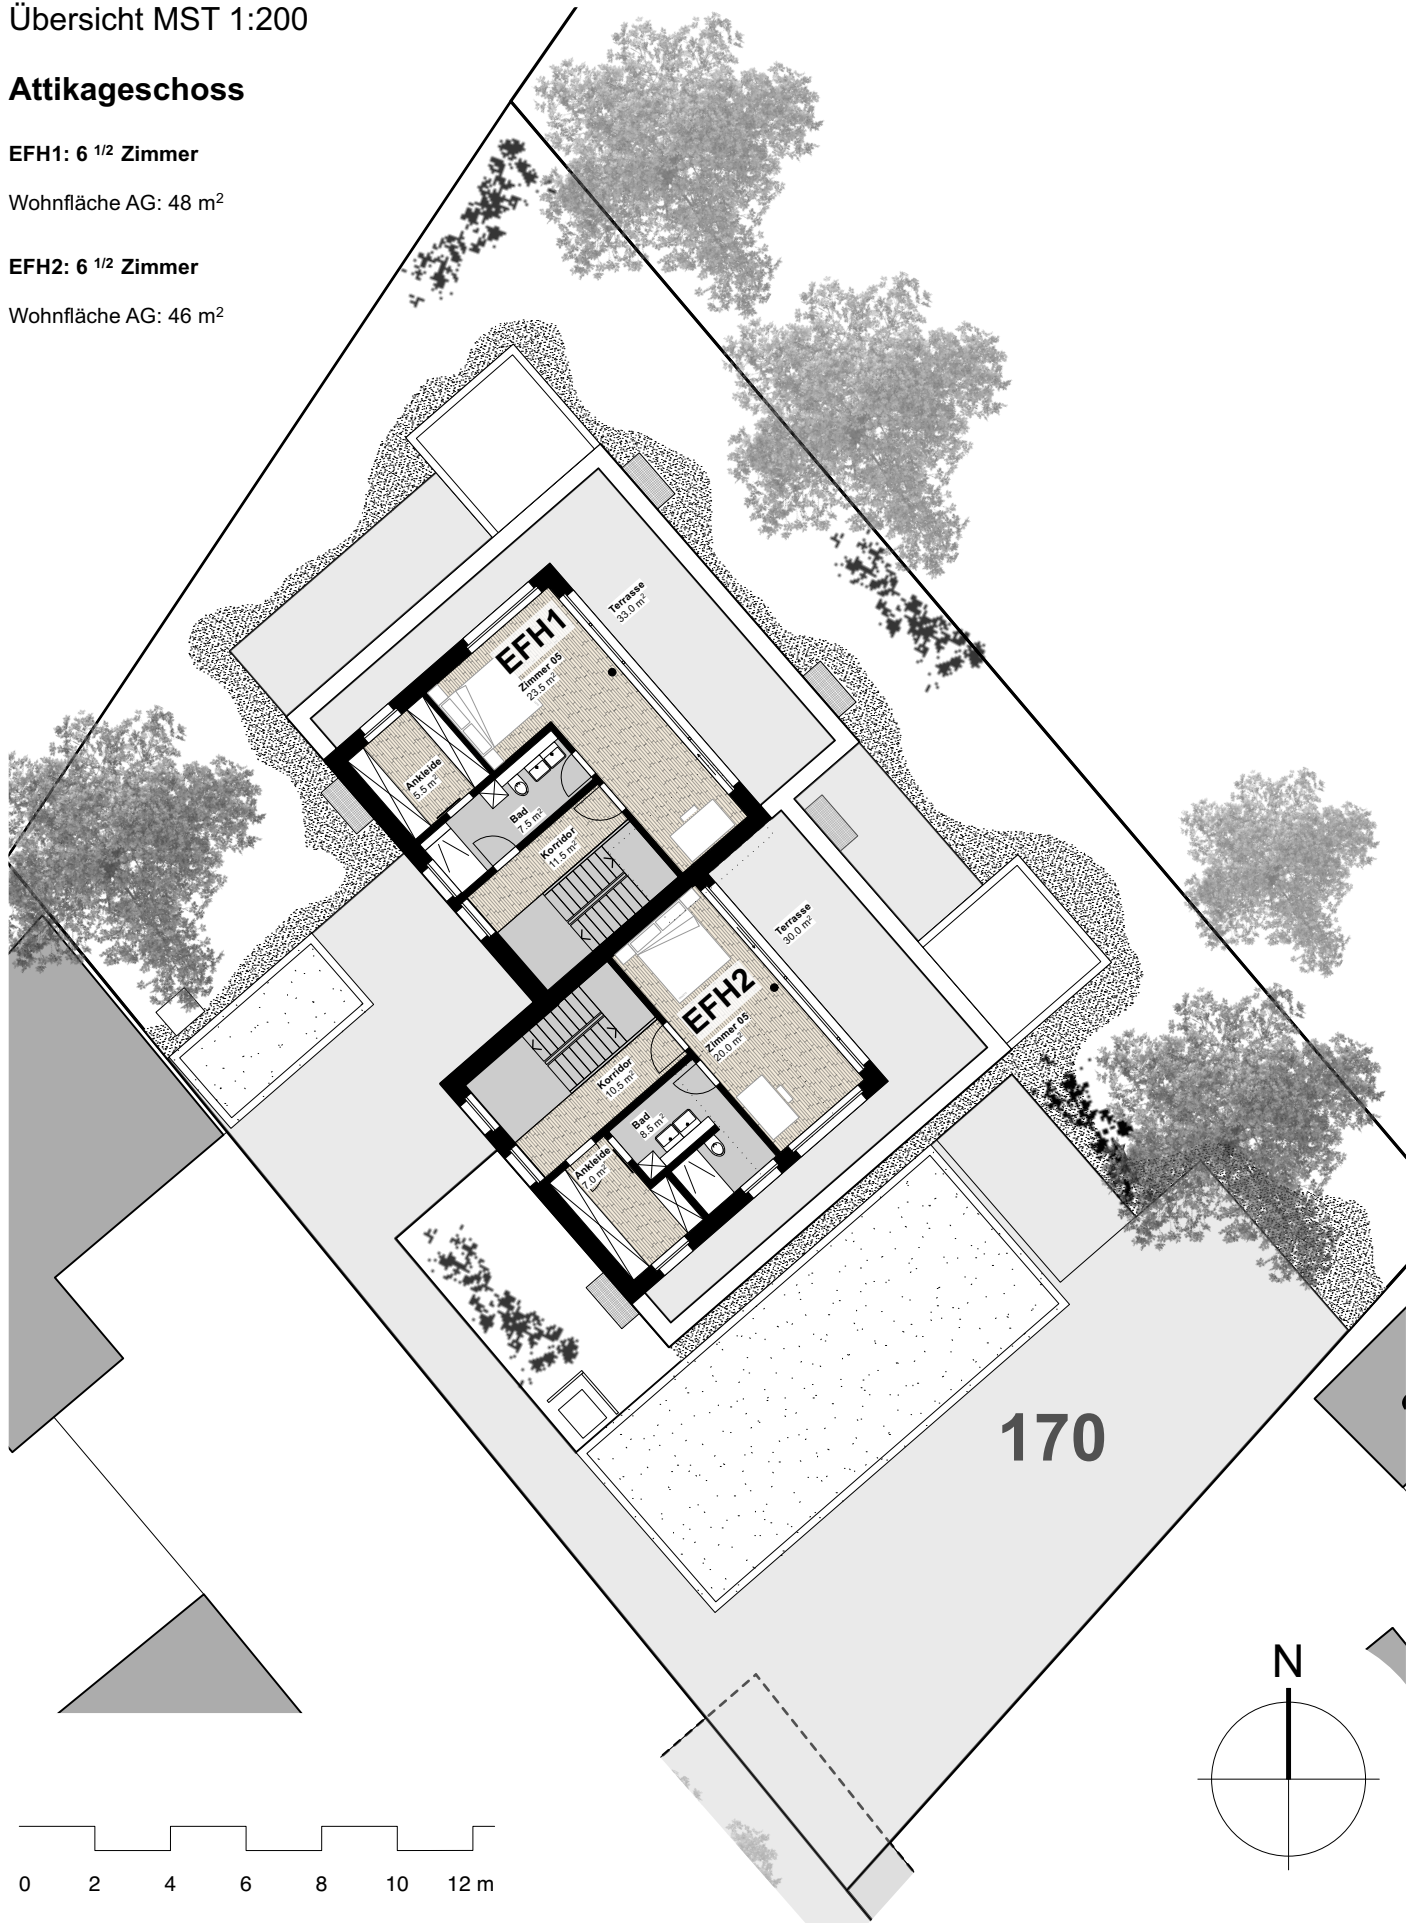 Übersicht MST 1:200
Attikageschoss
EFH1: 6 1/2 Zimmer
Wohnfläche AG: 48 m²
EFH2: 6 1/2 Zimmer
Wohnfläche AG: 46 m²
Terrasse
33.0 m²
EFH1
Zimmer 05
23.5 m²
Ankleide
5.5 m²
Bad
7.5 m²
Korridor
11.5 m²
Terrasse
30.0 m²
EFH2
Zimmer 05
20.0 m²
Korridor
10.5 m²
Bad
8.5 m²
Ankleide
7.0 m²
170
N
0 2 4 6 8 10 12 m